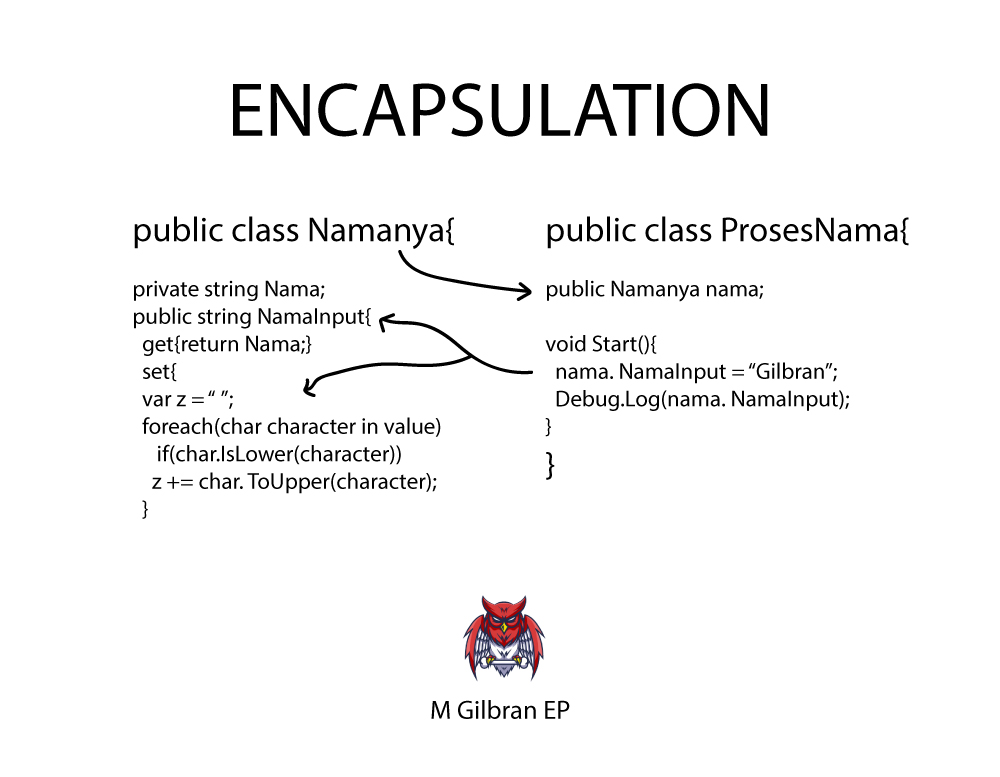 ENCAPSULATION
public class Namanya{
private string Nama;
public string NamaInput{
get{return Nama;}
set{
var z = “ ”;
foreach(char character in value)
if(char.IsLower(character))
z += char. ToUpper(character);
}
public class ProsesNama{
public Namanya nama;
void Start(){
nama. NamaInput = “Gilbran”;
Debug.Log(nama. NamaInput);
}
}
M Gilbran EP